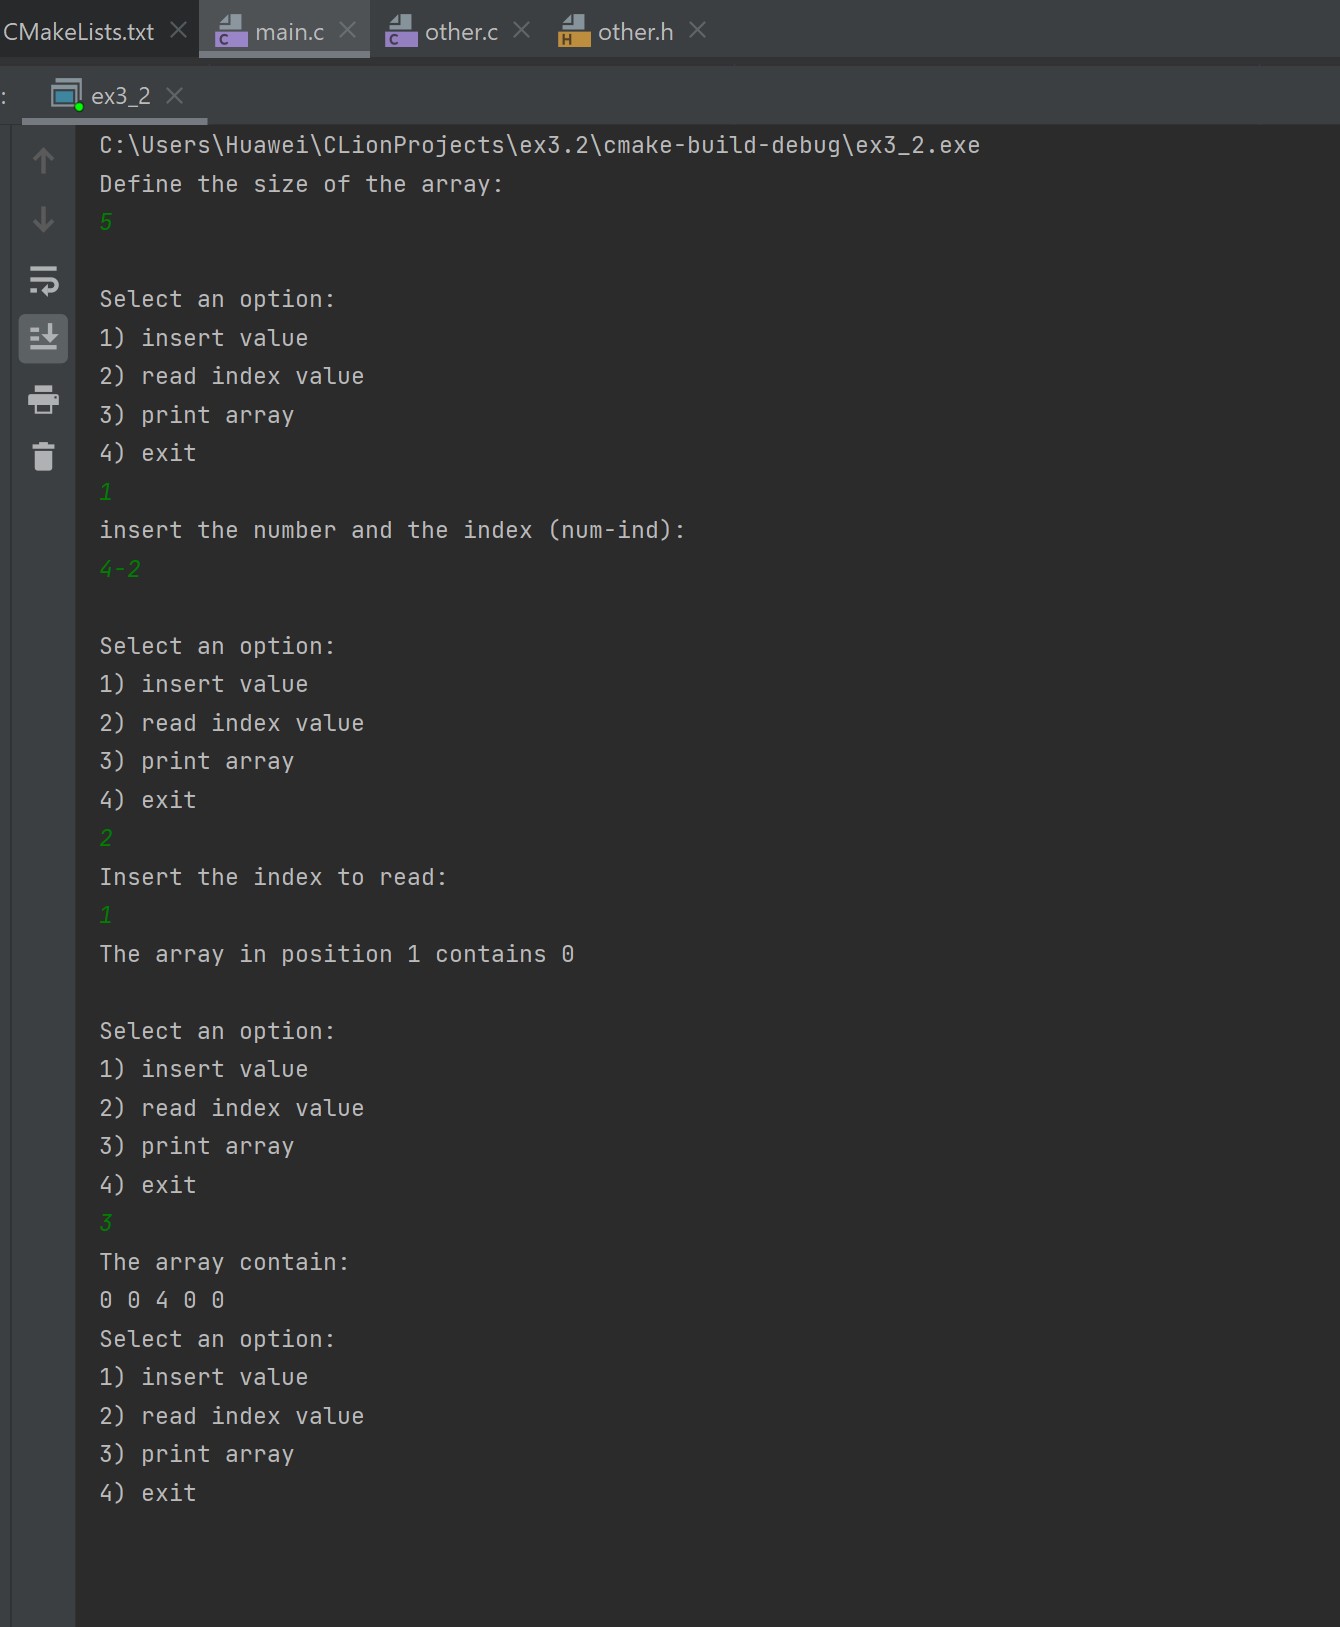 CMakeLists.txt main.c other.c other.h
: ex3_2
C:\Users\Huawei\CLionProjects\ex3.2\cmake-build-debug\ex3_2.exe
Define the size of the array:
5
Select an option:
1) insert value
2) read index value
3) print array
4) exit
1
insert the number and the index (num-ind):
4-2
Select an option:
1) insert value
2) read index value
3) print array
4) exit
2
Insert the index to read:
1
The array in position 1 contains 0
Select an option:
1) insert value
2) read index value
3) print array
4) exit
3
The array contain:
0 0 4 0 0
Select an option:
1) insert value
2) read index value
3) print array
4) exit